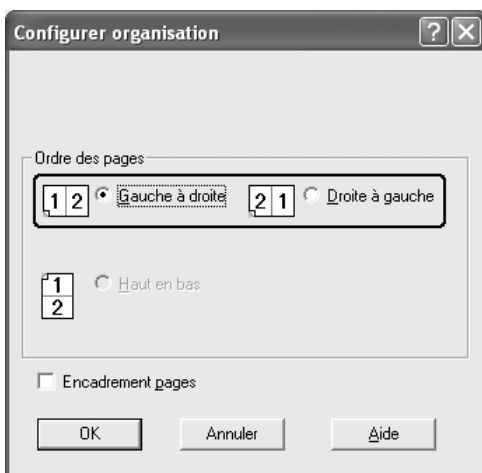 Configurer organisation
Ordre des pages
1 2 Gauche à droite 2 1 Droite à gauche
1
2 Haut en bas
Encadrement pages
OK Annuler Aide